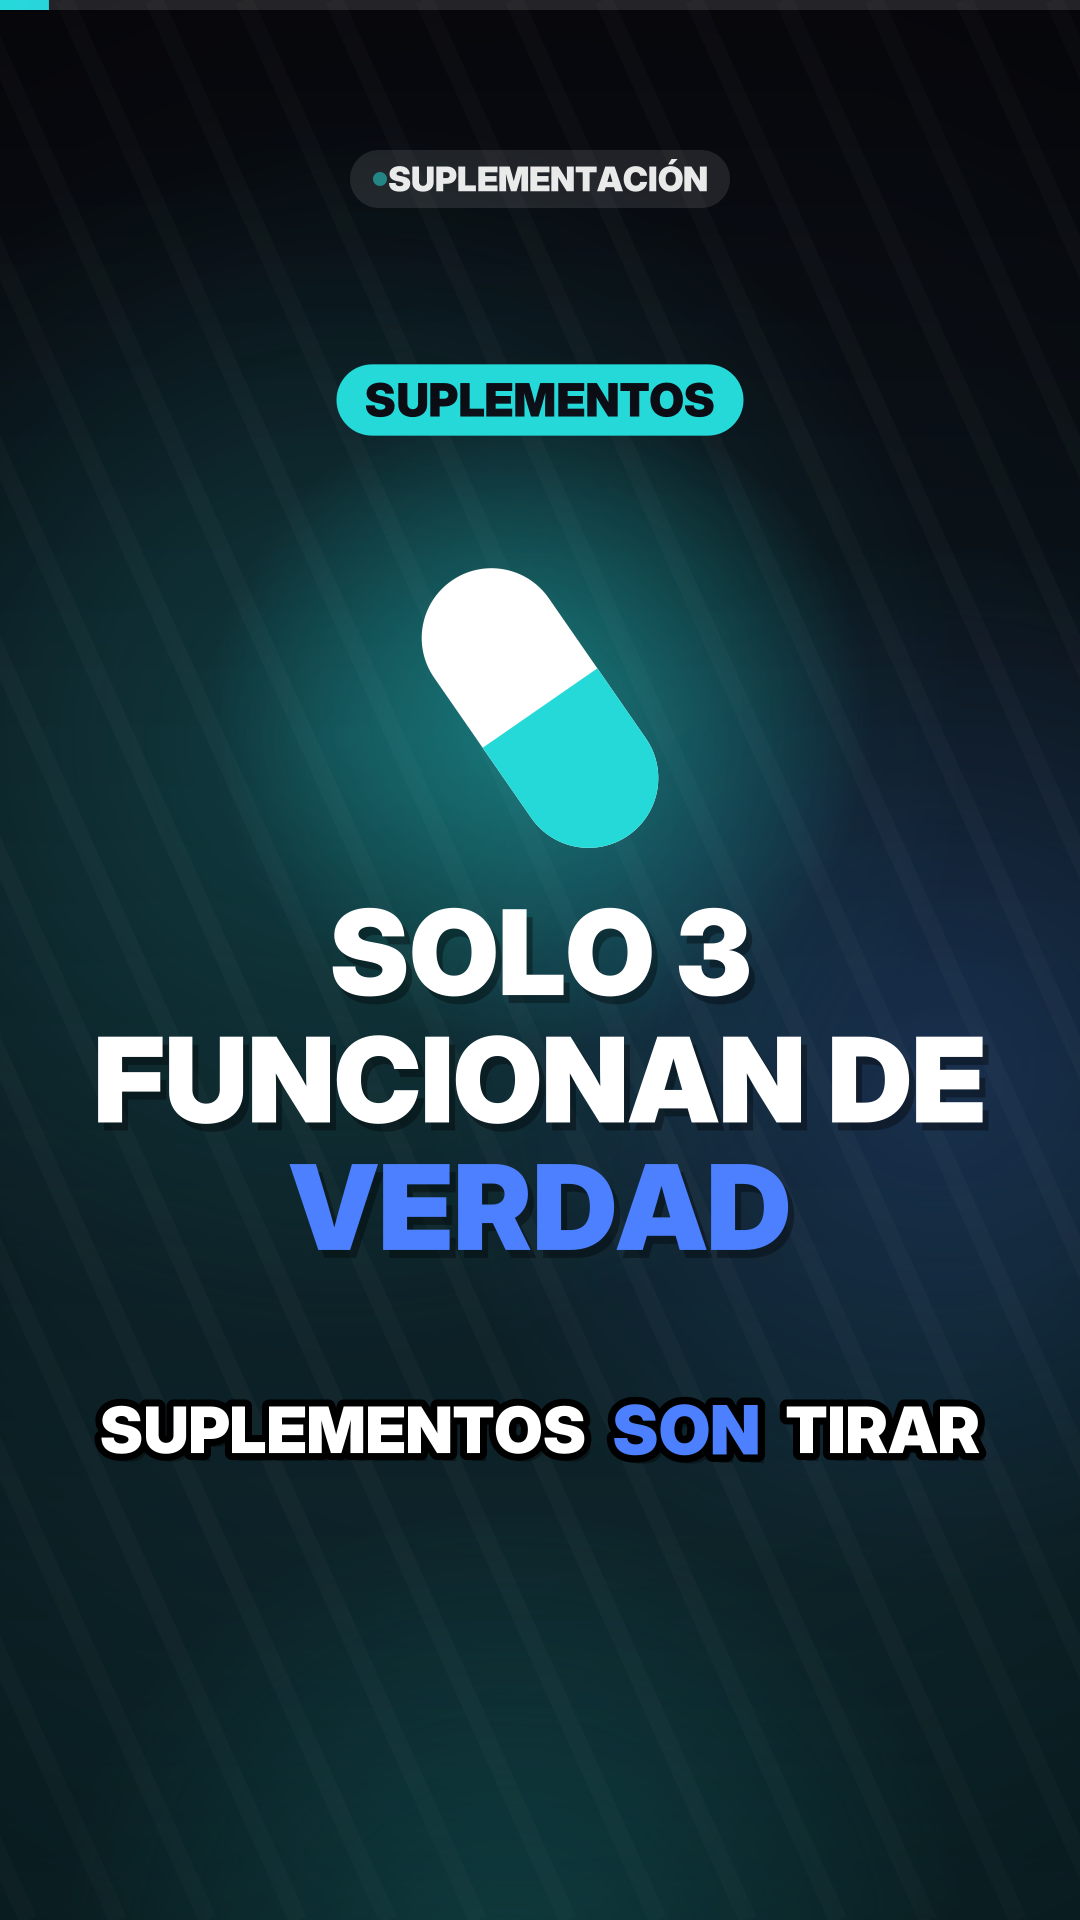 SUPLEMENTACIÓN
SUPLEMENTOS
SOLO 3
FUNCIONAN DE
VERDAD
SUPLEMENTOS SON TIRAR